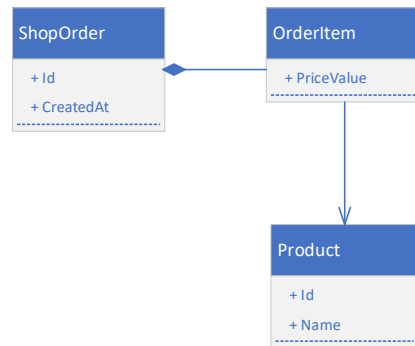 ShopOrder
+ Id
+ CreatedAt
OrderItem
+ PriceValue
Product
+ Id
+ Name